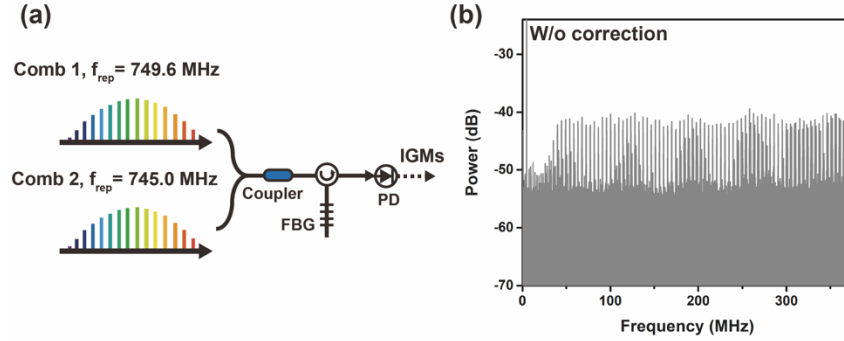 (a)
Comb 1, frep= 749.6 MHz
Comb 2, frep= 745.0 MHz
Coupler
FBG
PD
IGMs
(b)
W/o correction
Power (dB)
-30
-40
-50
-60
-70
0
100
200
300
Frequency (MHz)